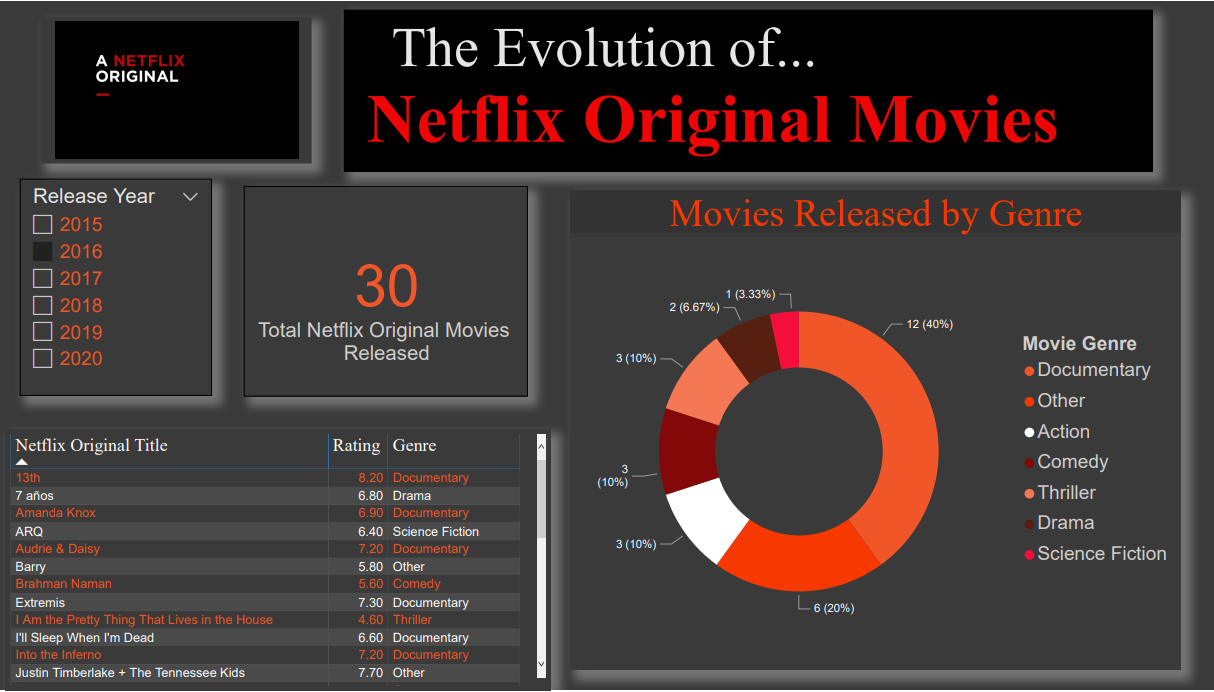 A NETFLIX
ORIGINAL
The Evolution of...
Netflix Original Movies
Release Year
2015
2016
2017
2018
2019
2020
30
Total Netflix Original Movies
Released
Movies Released by Genre
1 (3.33%)
2 (6.67%)
12 (40%)
3 (10%)
3
(10%)
3 (10%)
6 (20%)
Movie Genre
Documentary
Other
Action
Comedy
Thriller
Drama
Science Fiction
Netflix Original Title Rating Genre
13th 8.20 Documentary
7 años 6.80 Drama
Amanda Knox 6.90 Documentary
ARQ 6.40 Science Fiction
Audrie & Daisy 7.20 Documentary
Barry 5.80 Other
Brahman Naman 5.60 Comedy
Extremis 7.30 Documentary
I Am the Pretty Thing That Lives in the House 4.60 Thriller
I'll Sleep When I'm Dead 6.60 Documentary
Into the Inferno 7.20 Documentary
Justin Timberlake + The Tennessee Kids 7.70 Other